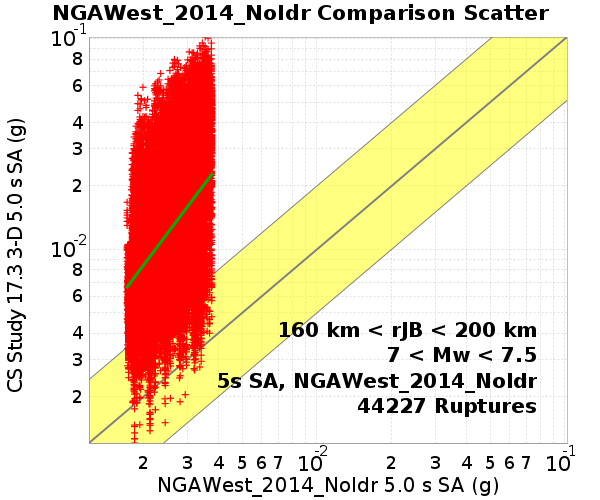 NGAWest_2014_NoIdr Comparison Scatter
10-1
8
6
4
3
2
10-2
8
6
4
3
2
CS Study 17.3 3-D 5.0 s SA (g)
160 km < rJB < 200 km
7 < Mw < 7.5
5s SA, NGAWest_2014_NoIdr
44227 Ruptures
2 3 4 5 6 7 10-2 2 3 4 5 6 7 10-1
NGAWest_2014_NoIdr 5.0 s SA (g)